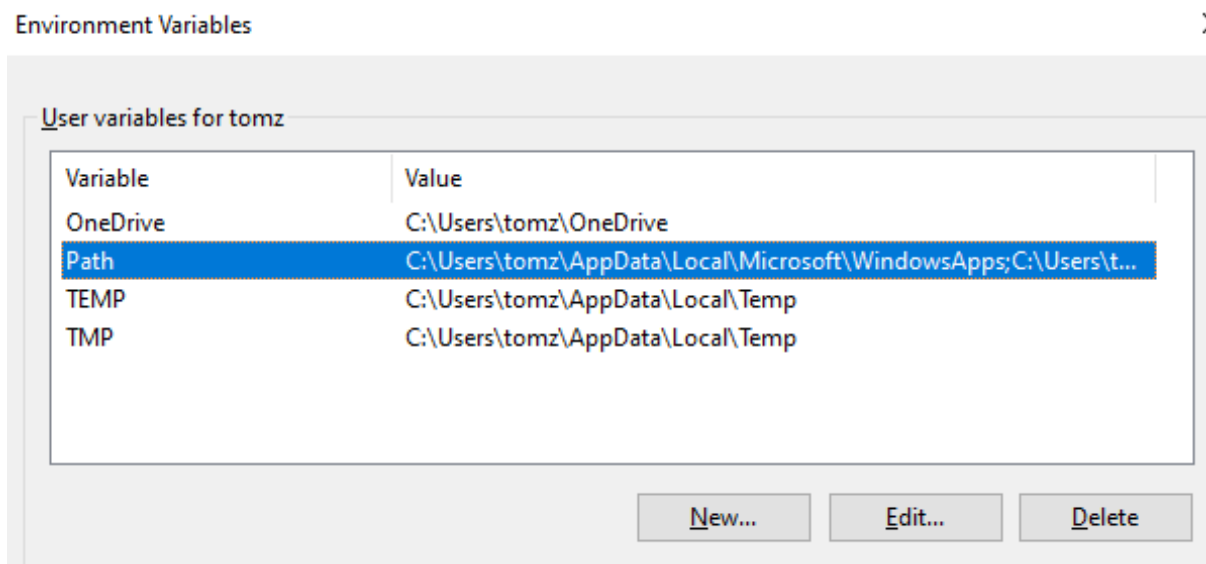 Environment Variables
User variables for tomz
Variable Value
OneDrive C:\Users\tomz\OneDrive
Path C:\Users\tomz\AppData\Local\Microsoft\WindowsApps;C:\Users\t...
TEMP C:\Users\tomz\AppData\Local\Temp
TMP C:\Users\tomz\AppData\Local\Temp
New... Edit... Delete